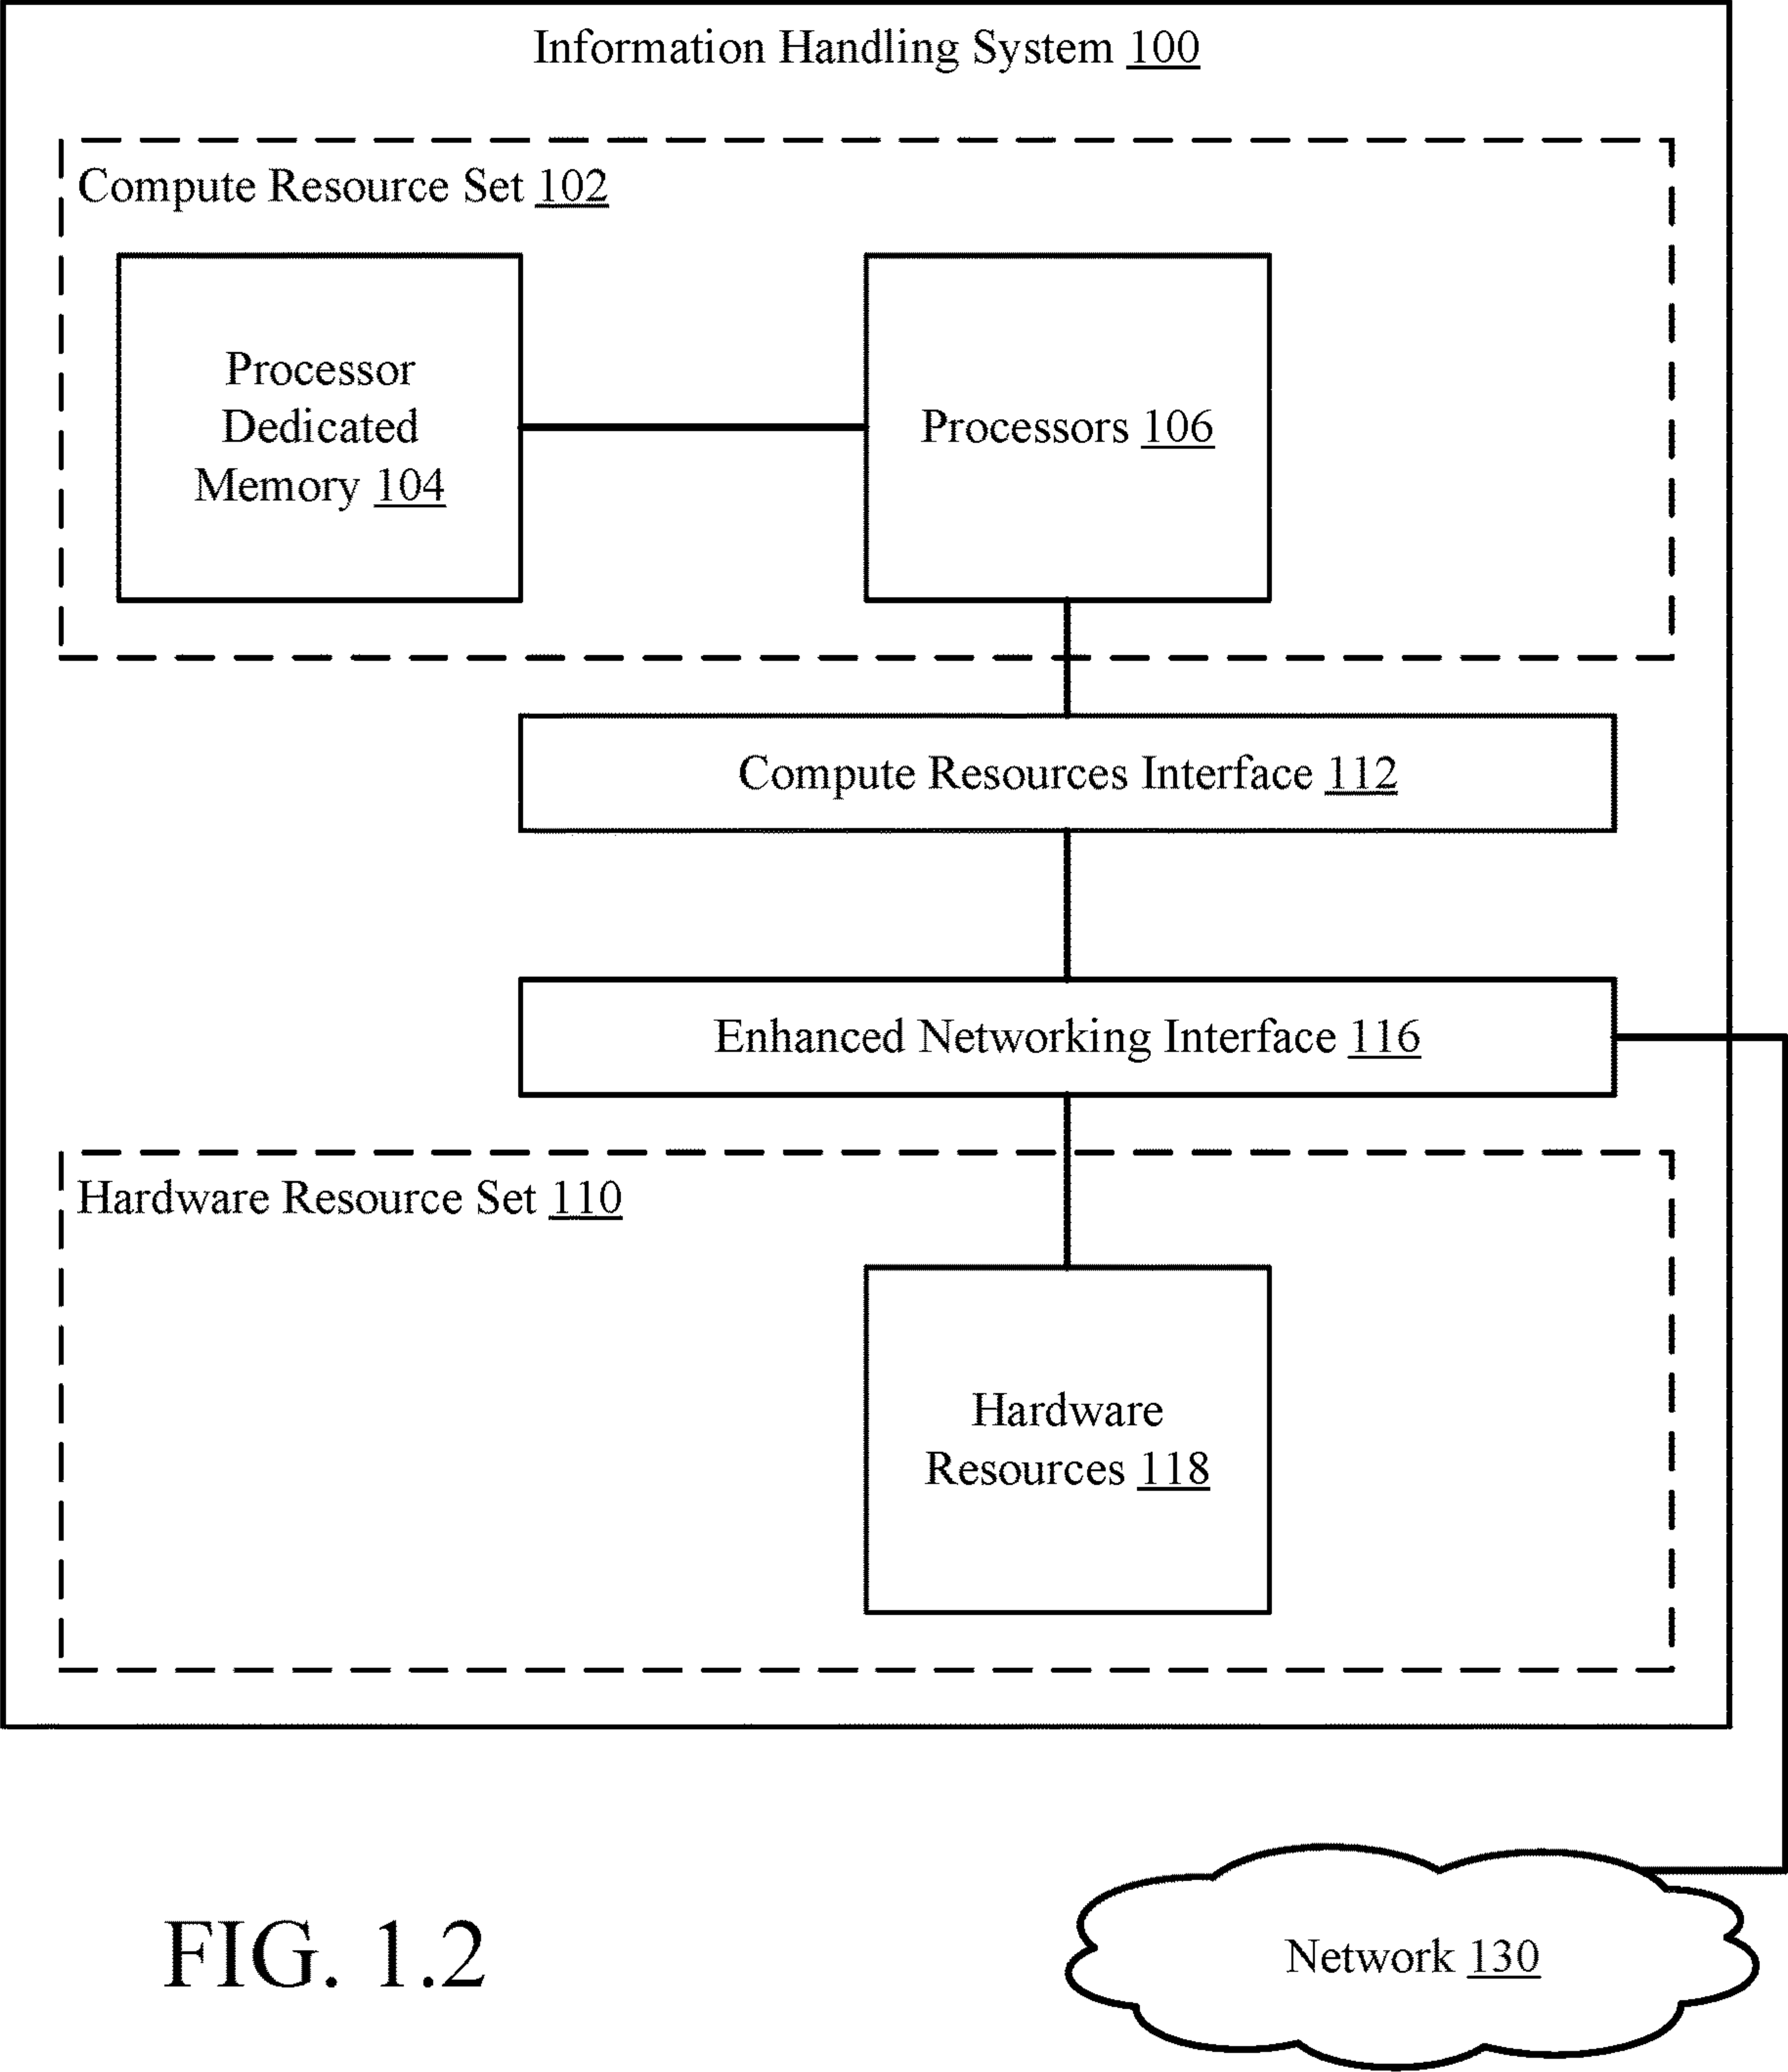 Information Handling System 100
Compute Resource Set 102
Processor
Dedicated
Memory 104
Processors 106
Compute Resources Interface 112
Enhanced Networking Interface 116
Hardware Resource Set 110
Hardware
Resources 118
Network 130
FIG. 1.2